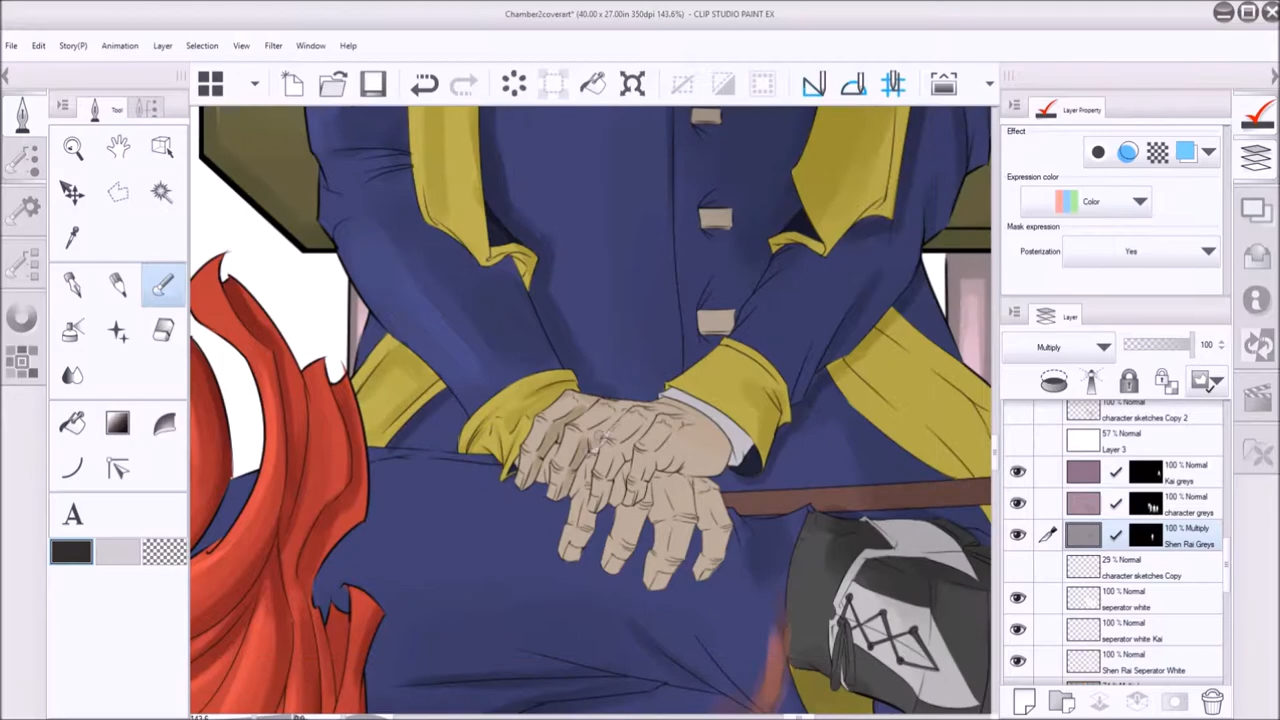 Chamber2coverart* (40.00 x 27.00in 350dpi 143.6%) - CLIP STUDIO PAINT EX
File Edit Story(P) Animation Layer Selection View Filter Window Help
Tool
Layer Property
Effect
Expression color
Color
Mask expression
Posterization Yes
Layer
Multiply 100
100 % Normal
character sketches Copy 2
57 % Normal
Layer 3
100 % Normal
Kai greys
100 % Normal
character greys
100 % Multiply
Shen Rai Greys
29 % Normal
character sketches Copy
100 % Normal
seperator white
100 % Normal
seperator white Kai
100 % Normal
Shen Rai Seperator White
A
143.6